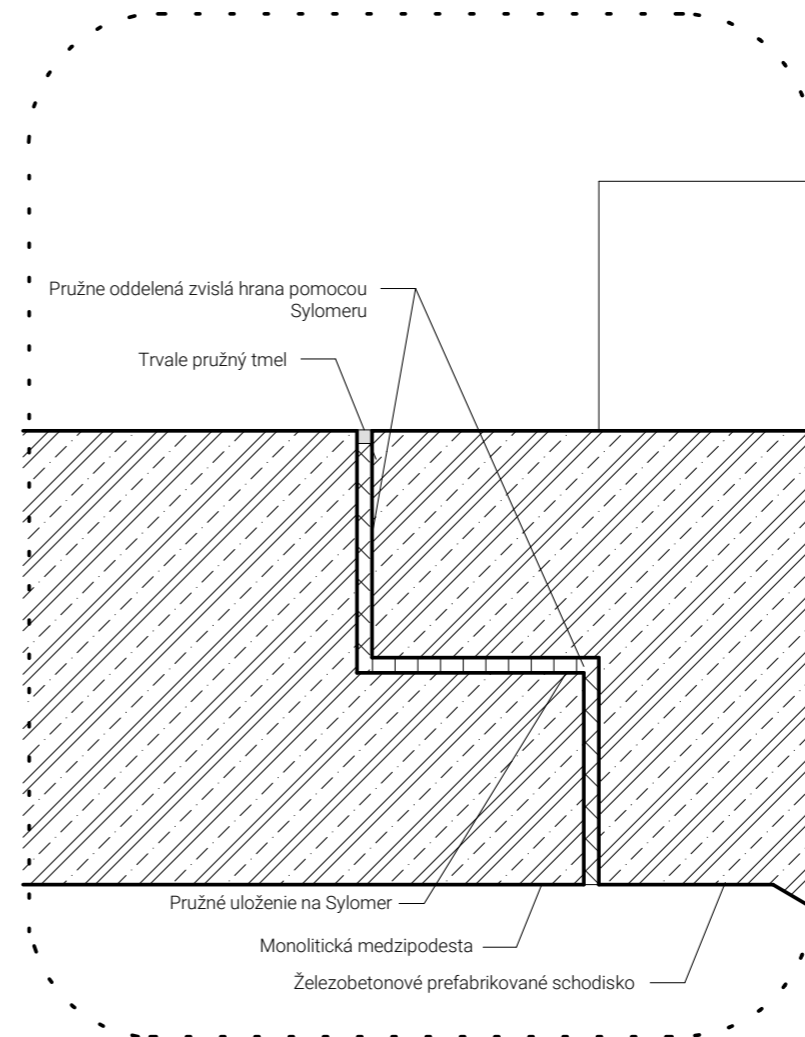 Pružne oddelená zvislá hrana pomocou
Sylomeru
Trvale pružný tmel
Pružné uloženie na Sylomer
Monolitická medzipodesta
Železobetonové prefabrikované schodisko